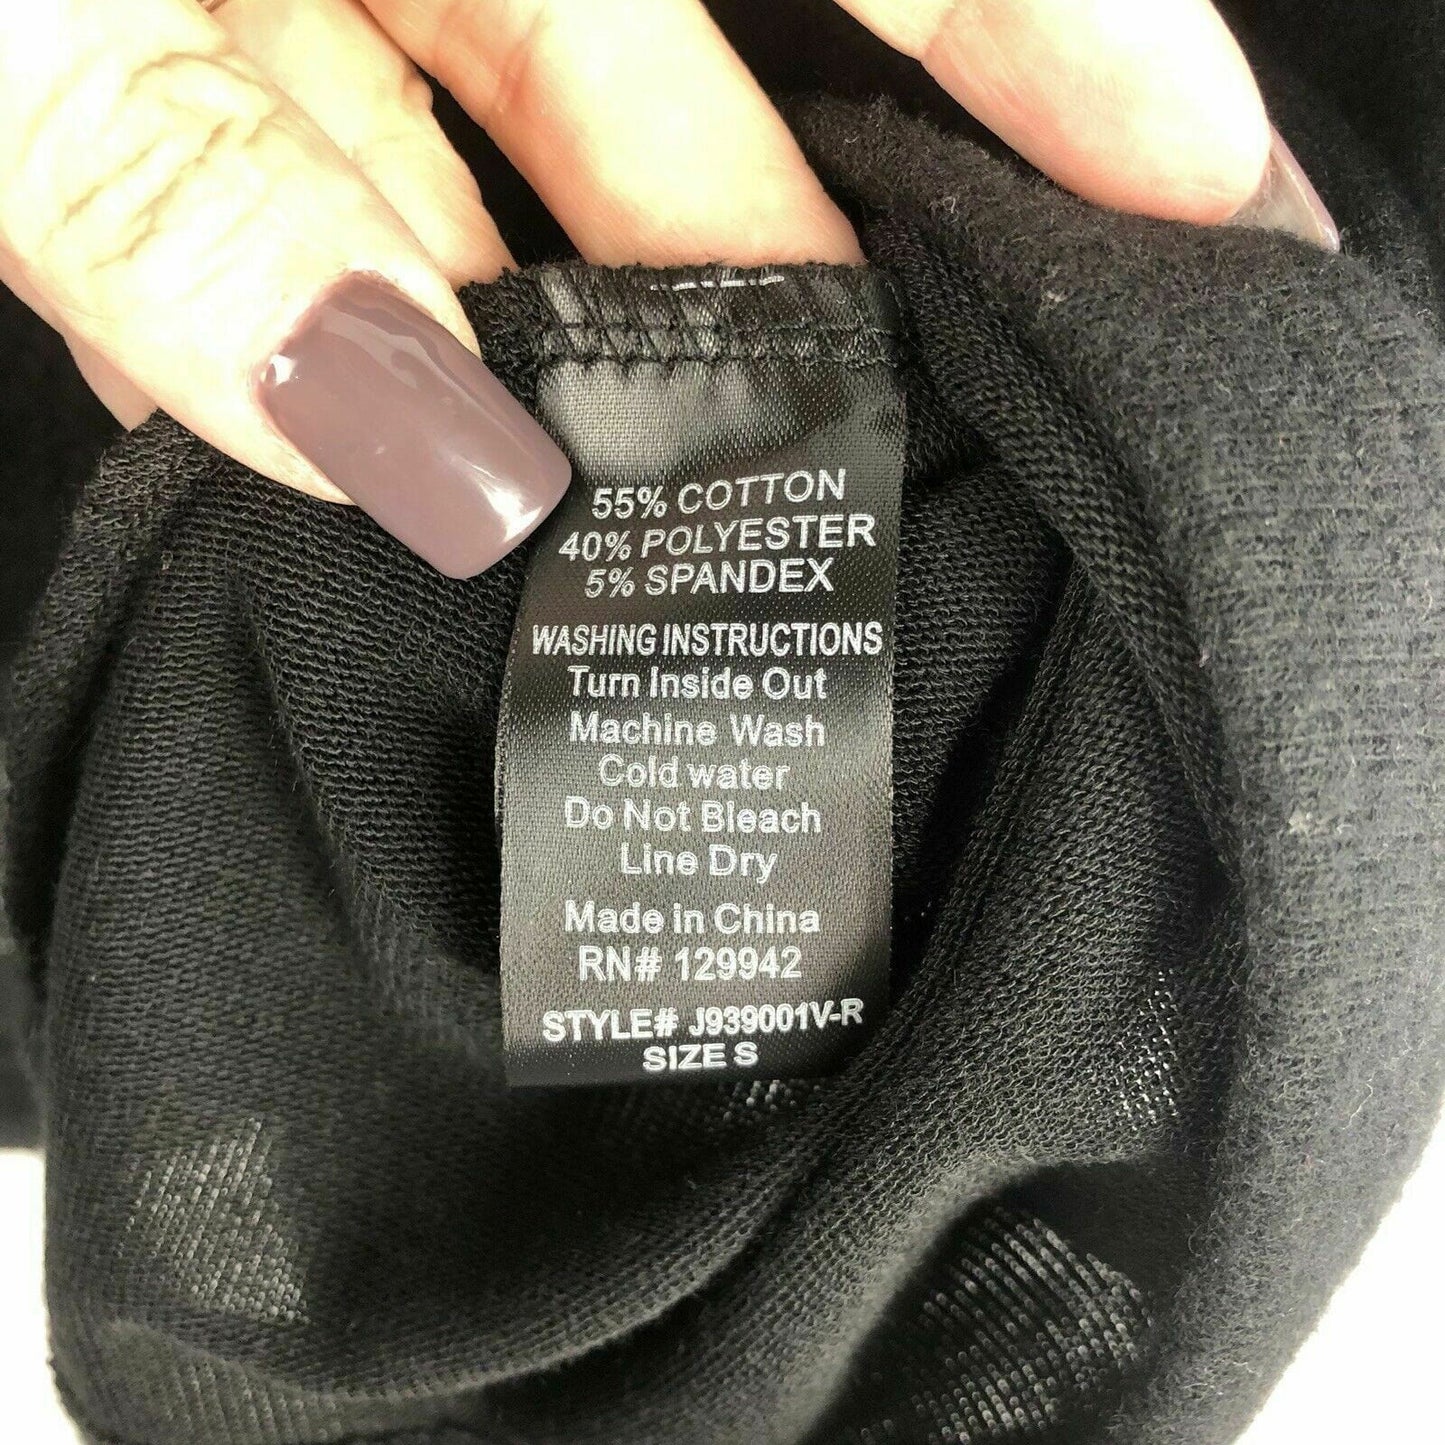 55% COTTON
40% POLYESTER
5% SPANDEX
WASHING INSTRUCTIONS
Turn Inside Out
Machine Wash
Cold water
Do Not Bleach
Line Dry
Made in China
RN# 129942
STYLE# J939001V-R
SIZE S